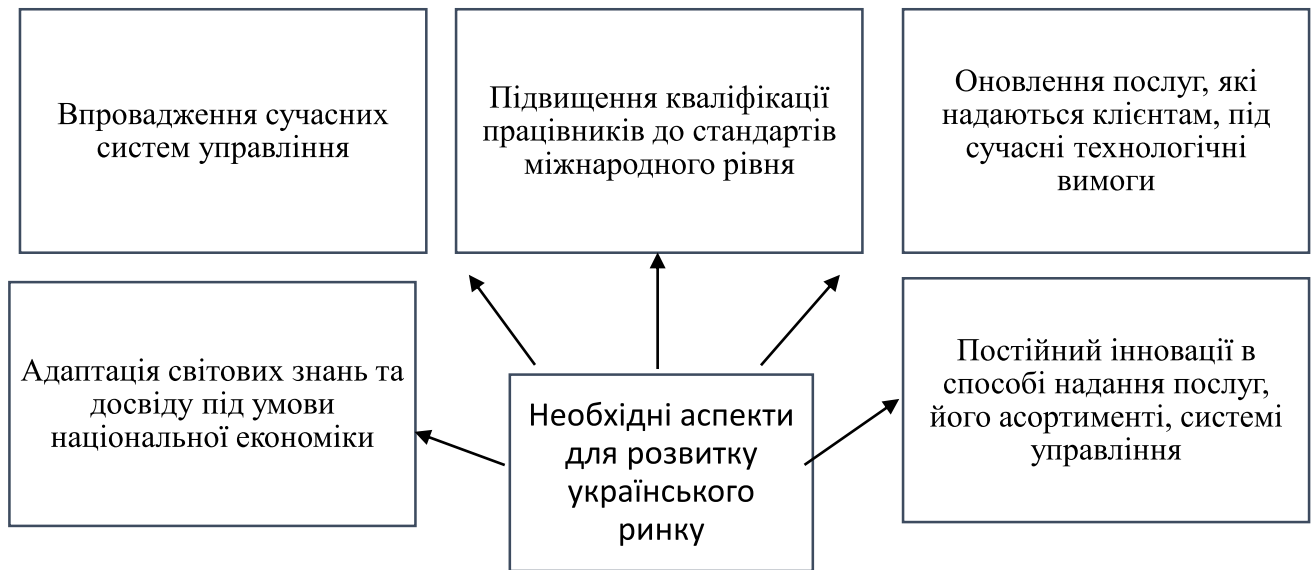 Впровадження сучасних
систем управління
Підвищення кваліфікації
працівників до стандартів
міжнародного рівня
Оновлення послуг, які
надаються клієнтам, під
сучасні технологічні
вимоги
Адаптація світових знань та
досвіду під умови
національної економіки
Необхідні аспекти
для розвитку
українського
ринку
Постійний інновації в
способі надання послуг,
його асортименті, системі
управління